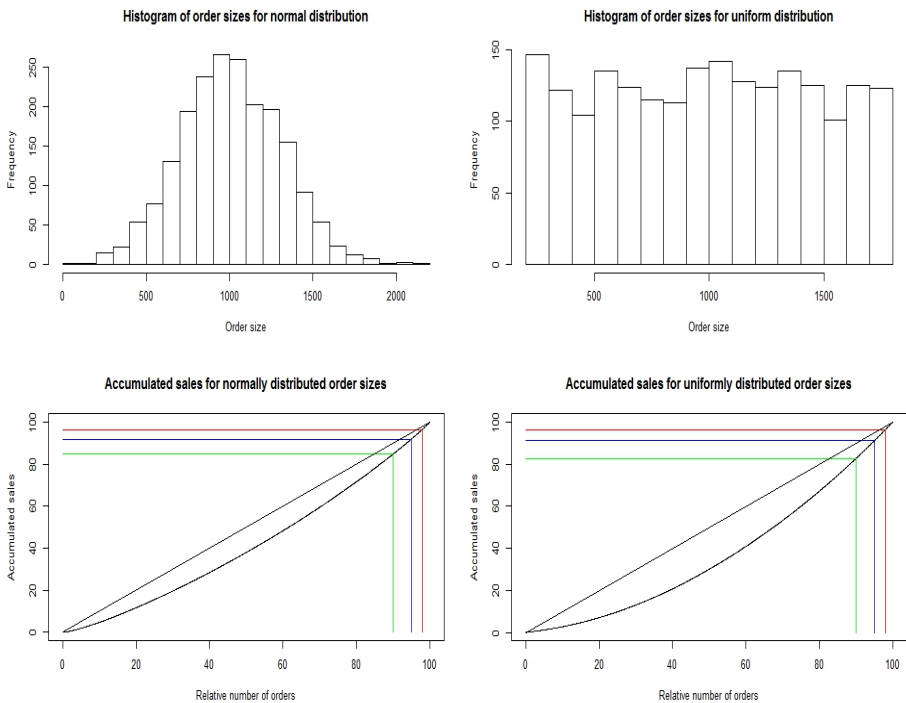 Histogram of order sizes for normal distribution
Frequency
250
200
150
100
50
0
0 500 1000 1500 2000
Order size
Histogram of order sizes for uniform distribution
Frequency
150
100
50
0
500 1000 1500
Order size
Accumulated sales for normally distributed order sizes
Accumulated sales
100
80
60
40
20
0
0 20 40 60 80 100
Relative number of orders
Accumulated sales for uniformly distributed order sizes
Accumulated sales
100
80
60
40
20
0
0 20 40 60 80 100
Relative number of orders